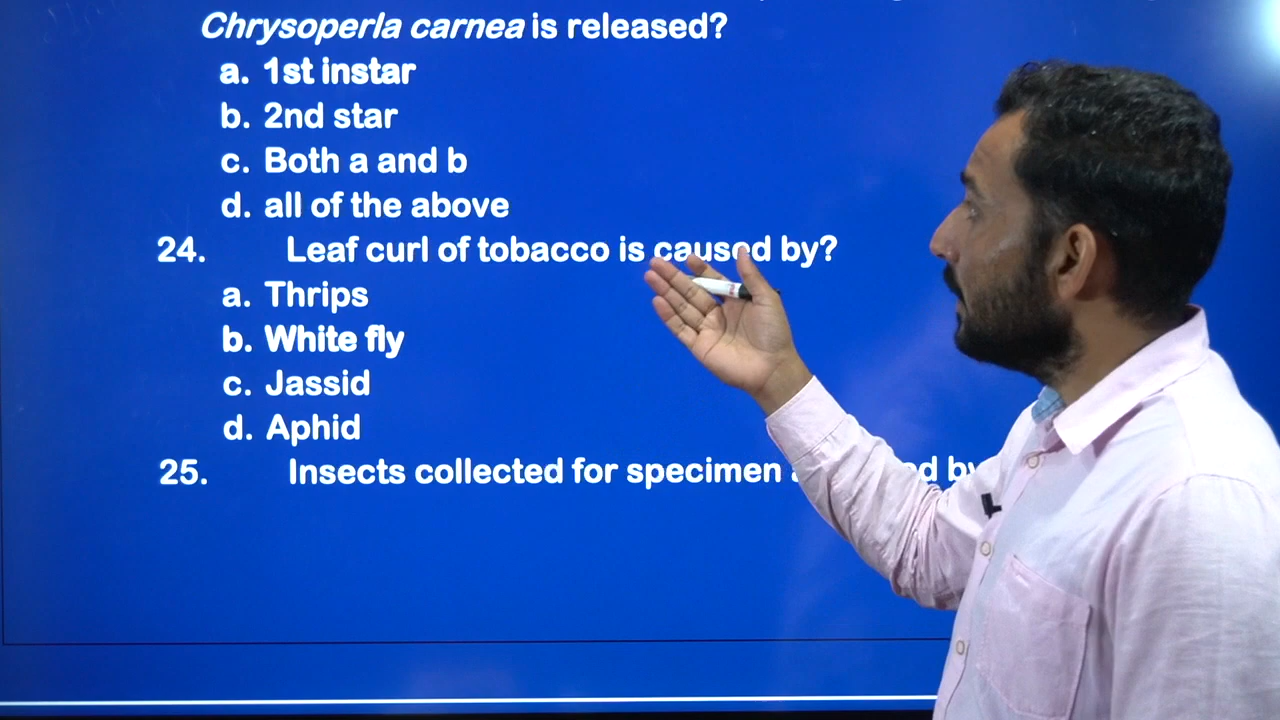 Chrysoperla carnea is released?
a. 1st instar
b. 2nd star
c. Both a and b
d. all of the above
24. Leaf curl of tobacco is caused by?
a. Thrips
b. White fly
c. Jassid
d. Aphid
25. Insects collected for specimen